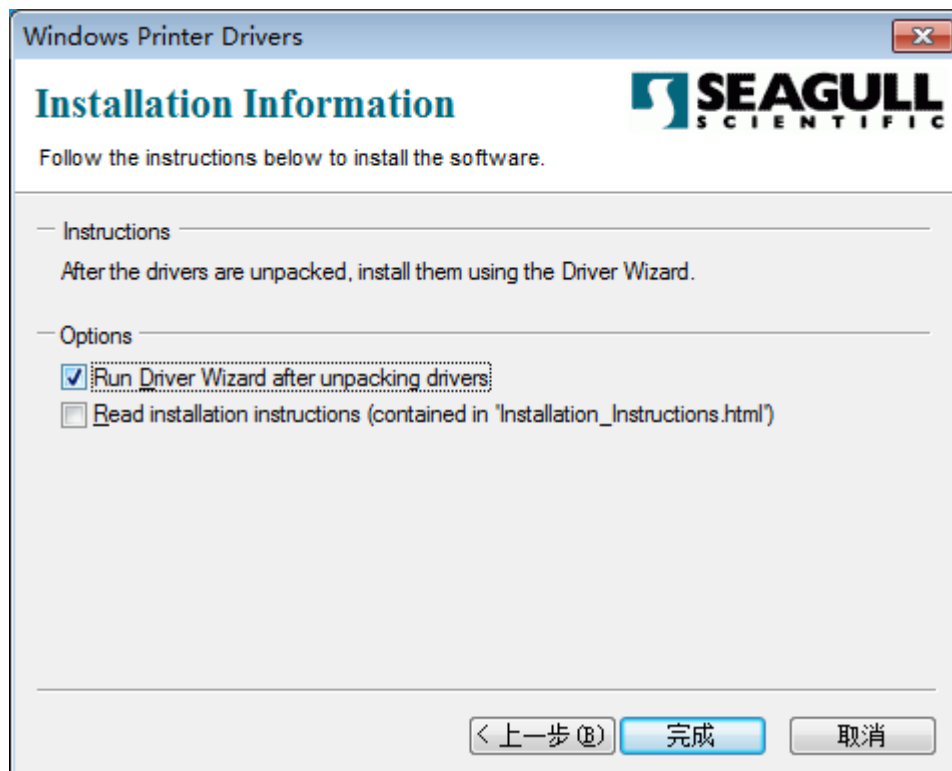 Windows Printer Drivers
Installation Information
SEAGULL
SCIENTIFIC
Follow the instructions below to install the software.
Instructions
After the drivers are unpacked, install them using the Driver Wizard.
Options
Run Driver Wizard after unpacking drivers
Read installation instructions (contained in 'Installation_Instructions.html')
< 上一步(B) 完成 取消